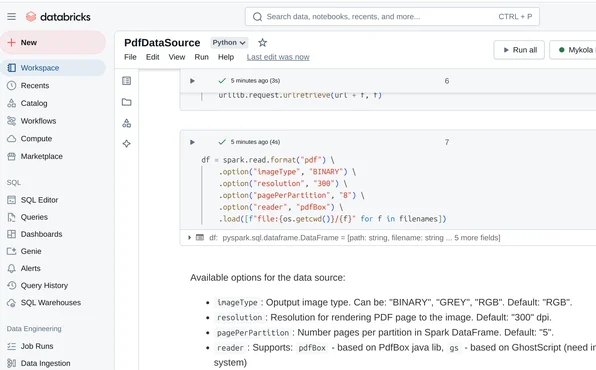 databricks
Search data, notebooks, recents, and more...
CTRL + P
New
PdfDataSource
Python
Run all
Mykola
File Edit View Run Help Last edit was now
Workspace
Recents
Catalog
Workflows
Compute
Marketplace
SQL
SQL Editor
Queries
Dashboards
Genie
Alerts
Query History
SQL Warehouses
Data Engineering
Job Runs
Data Ingestion
5 minutes ago (3s)
6
urllib.request.urlretrieve(url + f, f)
5 minutes ago (4s)
7
df = spark.read.format("pdf") \
.option("imageType", "BINARY") \
.option("resolution", "300") \
.option("pagePerPartition", "8") \
.option("reader", "pdfBox") \
.load([f"file:{os.getcwd()}/{f}" for f in filenames])
df: pyspark.sql.dataframe.DataFrame = [path: string, filename: string ... 5 more fields]
Available options for the data source:
• imageType : Oputput image type. Can be: "BINARY", "GREY", "RGB". Default: "RGB".
• resolution : Resolution for rendering PDF page to the image. Default: "300" dpi.
• pagePerPartition : Number pages per partition in Spark DataFrame. Default: "5".
• reader : Supports: pdfBox - based on PdfBox java lib, gs - based on GhostScript (need in
system)